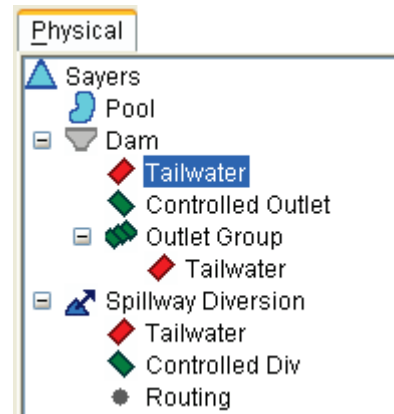 Physical
Sayers
Pool
Dam
Tailwater
Controlled Outlet
Outlet Group
Tailwater
Spillway Diversion
Tailwater
Controlled Div
Routing